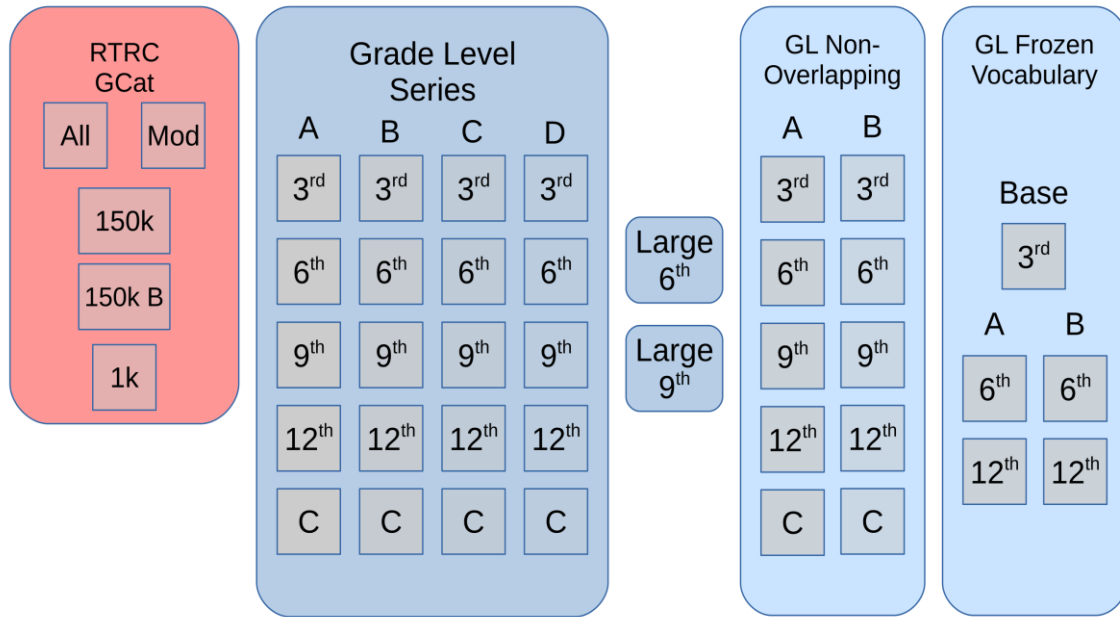 RTRC
GCat
All Mod
150k
150k B
1k
Grade Level
Series
A B C D
3rd 3rd 3rd 3rd
6th 6th 6th 6th
9th 9th 9th 9th
12th 12th 12th 12th
C C C C
Large
6th
Large
9th
GL Non-
Overlapping
A B
3rd 3rd
6th 6th
9th 9th
12th 12th
C C
GL Frozen
Vocabulary
Base
3rd
A B
6th 6th
12th 12th